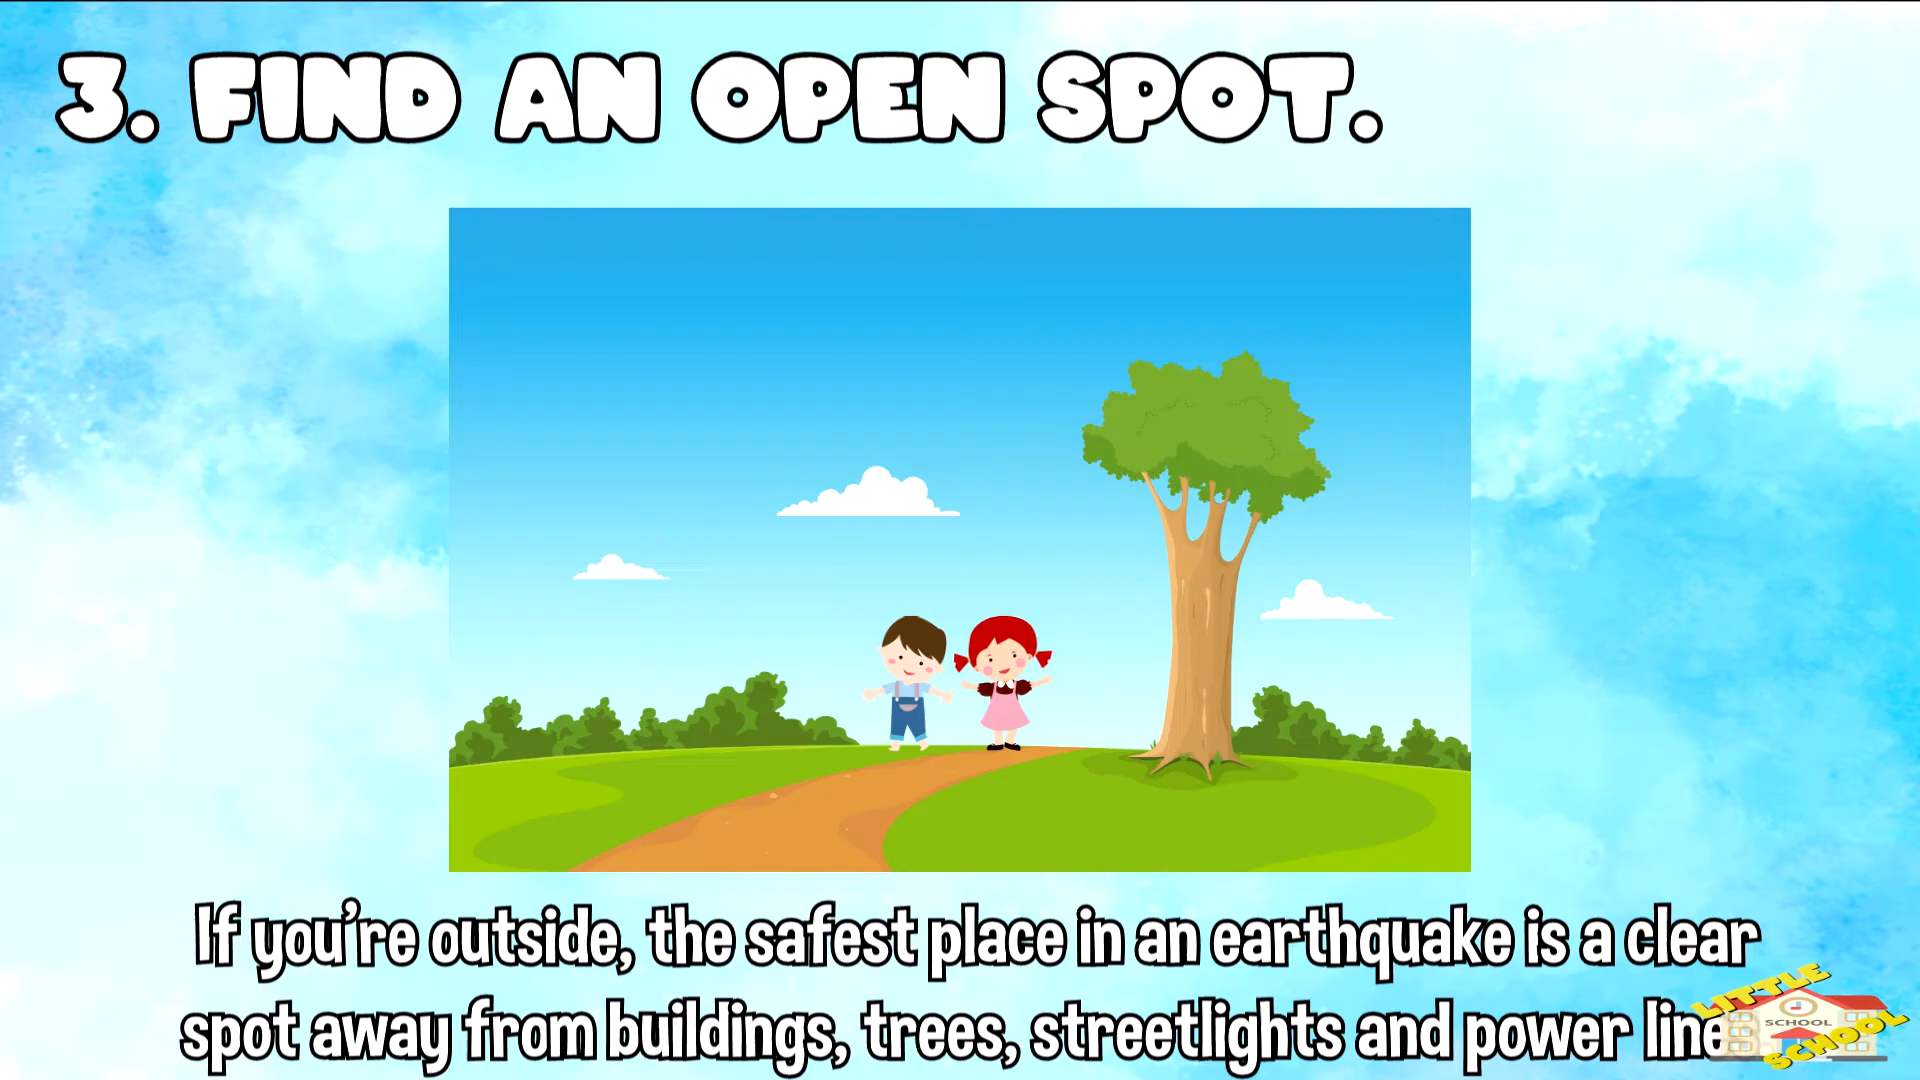 3. FIND AN OPEN SPOT.
If you're outside, the safest place in an earthquake is a clear
spot away from buildings, trees, streetlights and power line
LITTLE
SCHOOL
SCHOOL